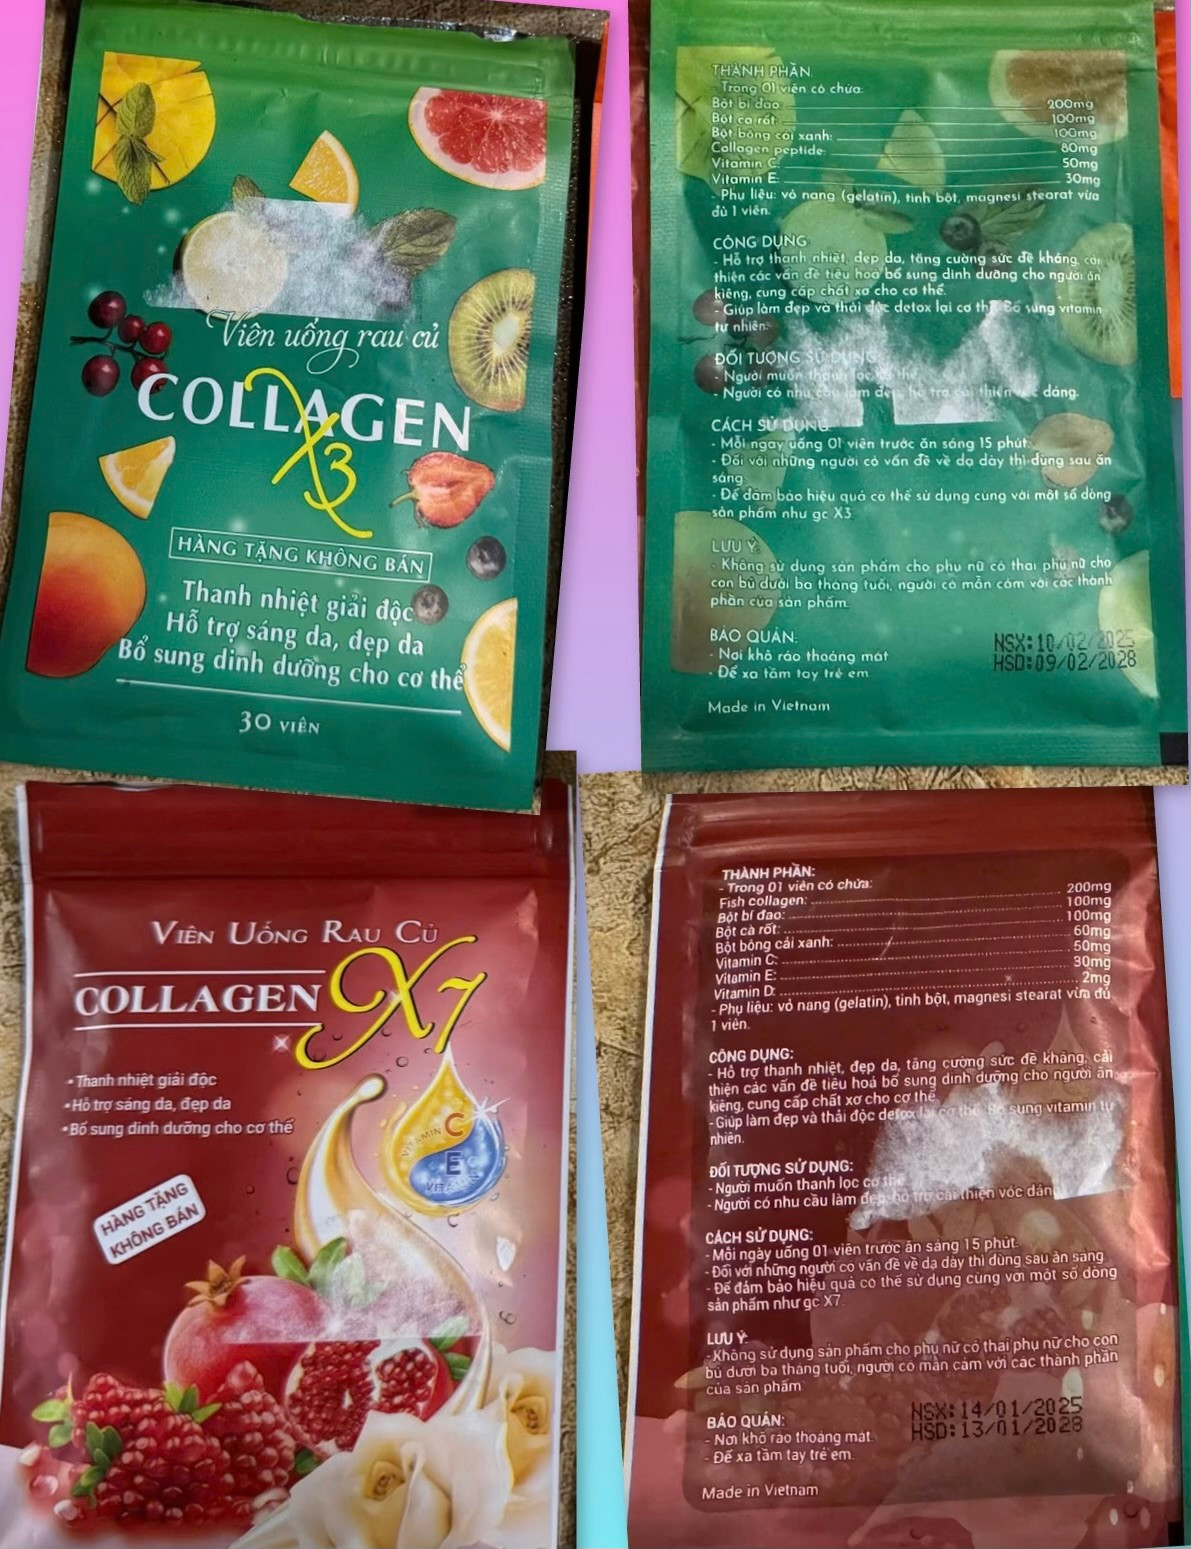 Viên uống rau củ
COLLAGEN
X3
HÀNG TẶNG KHÔNG BÁN
Thanh nhiệt giải độc
Hỗ trợ sáng da, đẹp da
Bổ sung dinh dưỡng cho cơ thể
30 VIÊN
THÀNH PHẦN
- Trong 01 viên có chứa:
Bột bí đao 200mg
Bột cà rốt 100mg
Bột bông cải xanh: 100mg
Collagen peptide: 80mg
Vitamin C: 50mg
Vitamin E: 30mg
- Phụ liệu: vỏ nang (gelatin), tinh bột, magnesi stearat vừa
đủ 1 viên.
CÔNG DỤNG
- Hỗ trợ thanh nhiệt, đẹp da, tăng cường sức đề kháng, cải
thiện các vấn đề tiêu hoá bổ sung dinh dưỡng cho người ăn
kiêng, cung cấp chất xơ cho cơ thể.
- Giúp làm đẹp và thải độc detox lại cơ thể Bổ sung vitamin
tự nhiên.
ĐỐI TƯỢNG SỬ DỤNG
- Người muốn thanh lọc cơ thể
- Người có nhu cầu làm đẹp, hỗ trợ cải thiện vóc dáng.
CÁCH SỬ DỤNG
- Mỗi ngày uống 01 viên trước ăn sáng 15 phút.
- Đối với những người có vấn đề về dạ dày thì dùng sau ăn
sáng
- Để đảm bảo hiệu quả có thể sử dụng cùng với một số dòng
sản phẩm như gc X3
LƯU Ý:
- Không sử dụng sản phẩm cho phụ nữ có thai phụ nữ cho
con bú dưới ba tháng tuổi, người có mẫn cảm với các thành
phần của sản phẩm.
BẢO QUẢN:
- Nơi khô ráo thoáng mát
- Để xa tầm tay trẻ em
NSX:10/02/2025
HSD:09/02/2028
Made in Vietnam
VIÊN UỐNG RAU CỦ
COLLAGEN X7
• Thanh nhiệt giải độc
• Hỗ trợ sáng da, đẹp da
• Bổ sung dinh dưỡng cho cơ thể
VITAMIN C
E
VITAMIN
HÀNG TẶNG
KHÔNG BÁN
THÀNH PHẦN:
- Trong 01 viên có chứa:
Fish collagen: 200mg
Bột bí đao: 100mg
Bột cà rốt: 100mg
Bột bông cải xanh: 60mg
Vitamin C: 50mg
Vitamin E: 30mg
Vitamin D: 2mg
- Phụ liệu: vỏ nang (gelatin), tinh bột, magnesi stearat vừa đủ
1 viên.
CÔNG DỤNG:
- Hỗ trợ thanh nhiệt, đẹp da, tăng cường sức đề kháng, cải
thiện các vấn đề tiêu hoá bổ sung dinh dưỡng cho người ăn
kiêng, cung cấp chất xơ cho cơ thể
- Giúp làm đẹp và thải độc detox lại cơ thể. Bổ sung vitamin tự
nhiên.
ĐỐI TƯỢNG SỬ DỤNG:
- Người muốn thanh lọc cơ thể
- Người có nhu cầu làm đẹp, hỗ trợ cải thiện vóc dáng
CÁCH SỬ DỤNG:
- Mỗi ngày uống 01 viên trước ăn sáng 15 phút.
- Đối với những người có vấn đề về dạ dày thì dùng sau ăn sáng
- Để đảm bảo hiệu quả có thể sử dụng cùng với một số dòng
sản phẩm như gc X7.
LƯU Ý:
- Không sử dụng sản phẩm cho phụ nữ có thai phụ nữ cho con
bú dưới ba tháng tuổi, người có mẫn cảm với các thành phần
của sản phẩm
BẢO QUẢN:
- Nơi khô ráo thoáng mát.
- Để xa tầm tay trẻ em.
NSX:14/01/2025
HSD:13/01/2028
Made in Vietnam